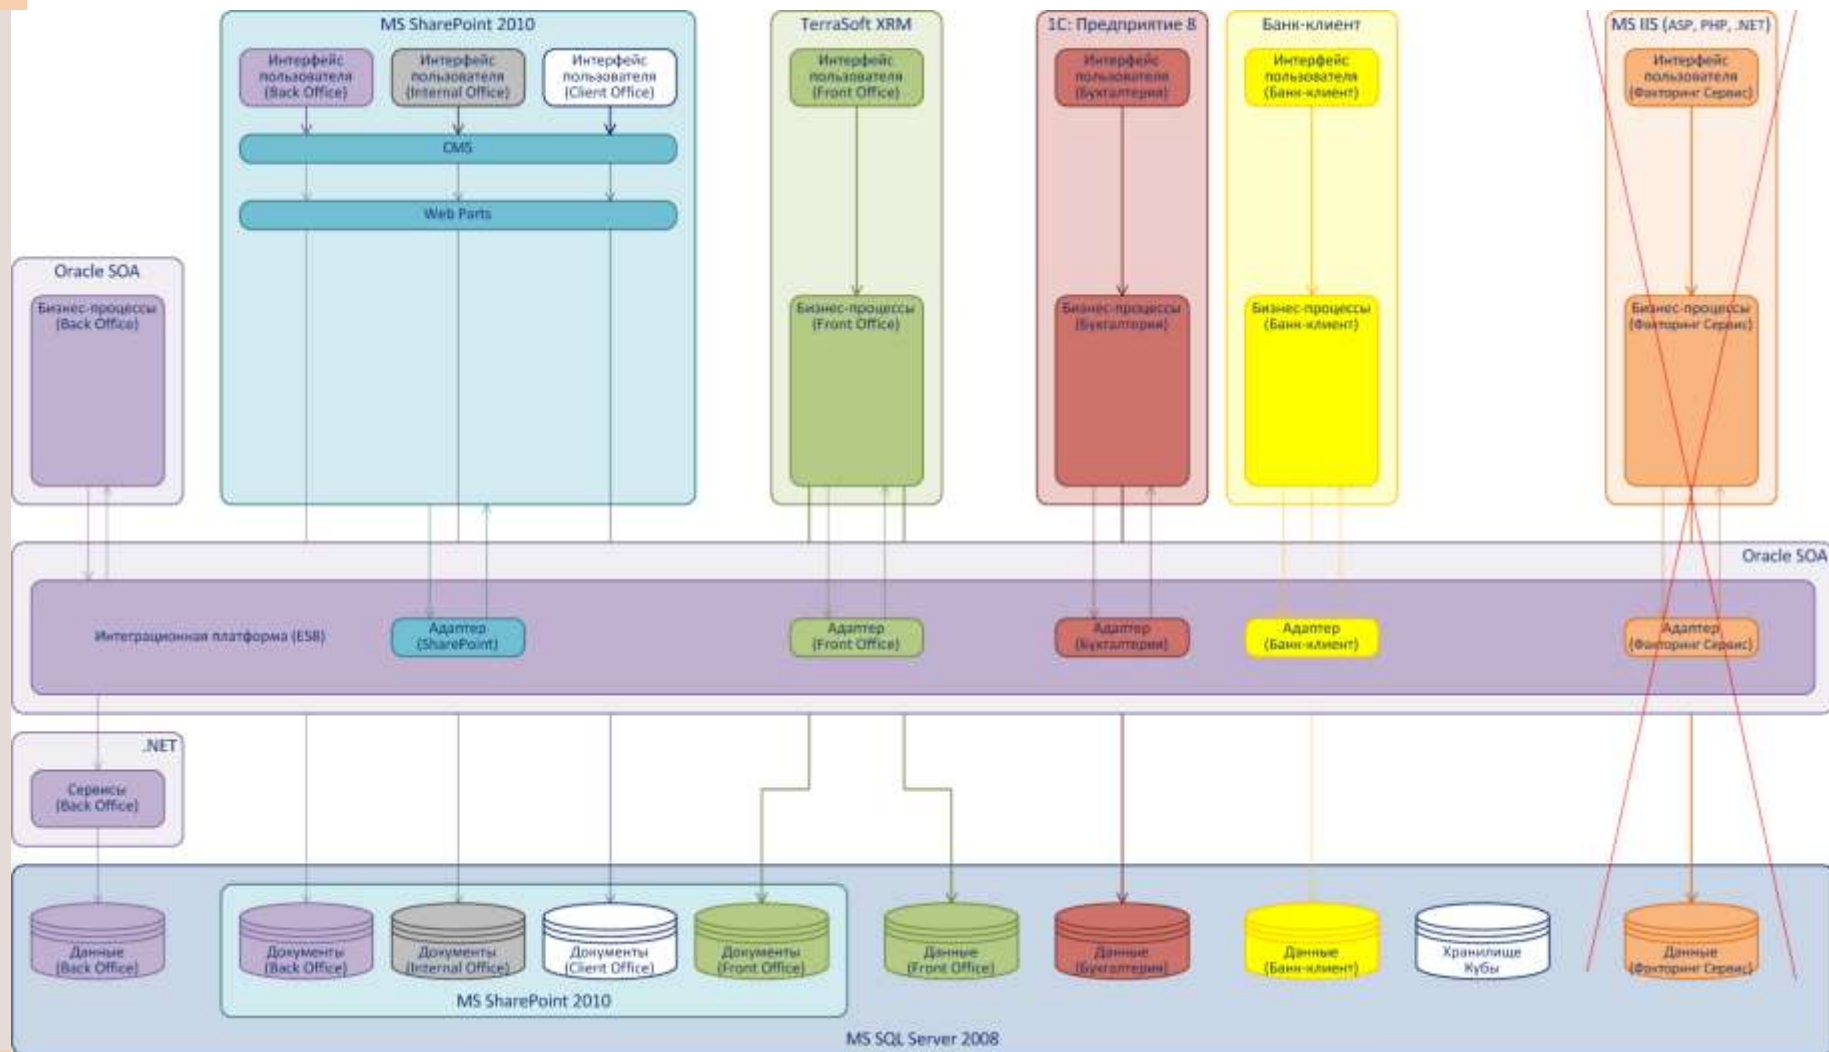 MS SharePoint 2010
TerraSoft XRM
1С: Предприятие 8
Банк-клиент
MS IIS (ASP, PHP, .NET)
Интерфейс
пользователя
(Back Office)
Интерфейс
пользователя
(Internal Office)
Интерфейс
пользователя
(Client Office)
Интерфейс
пользователя
(Front Office)
Интерфейс
пользователя
(Бухгалтерия)
Интерфейс
пользователя
(Банк-клиент)
Интерфейс
пользователя
(Факторинг Сервис)
CMS
Web Parts
Oracle SOA
Бизнес-процессы
(Back Office)
Бизнес-процессы
(Front Office)
Бизнес-процессы
(Бухгалтерия)
Бизнес-процессы
(Банк-клиент)
Бизнес-процессы
(Факторинг Сервис)
Oracle SOA
Интеграционная платформа (ESB)
Адаптер
(SharePoint)
Адаптер
(Front Office)
Адаптер
(Бухгалтерия)
Адаптер
(Банк-клиент)
Адаптер
(Факторинг Сервис)
.NET
Сервисы
(Back Office)
Данные
(Back Office)
Документы
(Back Office)
Документы
(Internal Office)
Документы
(Client Office)
Документы
(Front Office)
Данные
(Front Office)
Данные
(Бухгалтерия)
Данные
(Банк-клиент)
Хранилище
Кубы
Данные
(Факторинг Сервис)
MS SharePoint 2010
MS SQL Server 2008